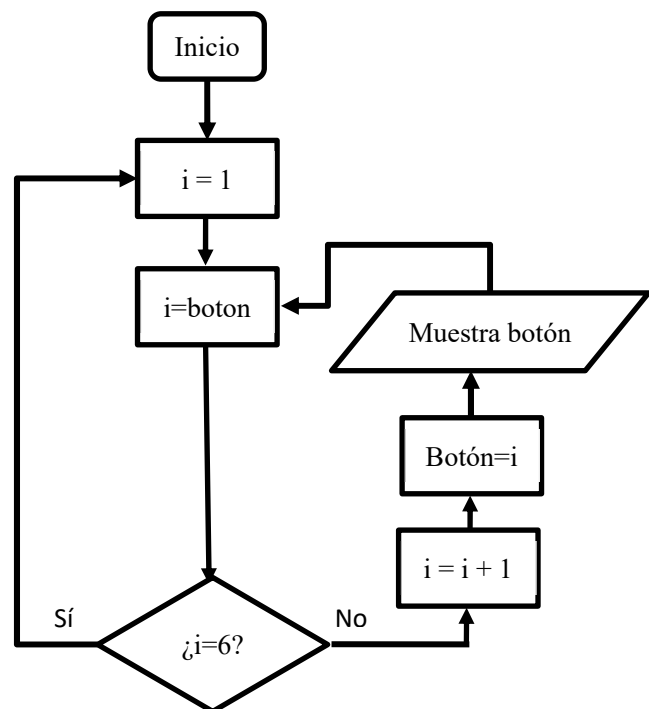 Inicio
i = 1
i=boton
Muestra botón
Botón=i
i = i + 1
Sí
No
¿i=6?